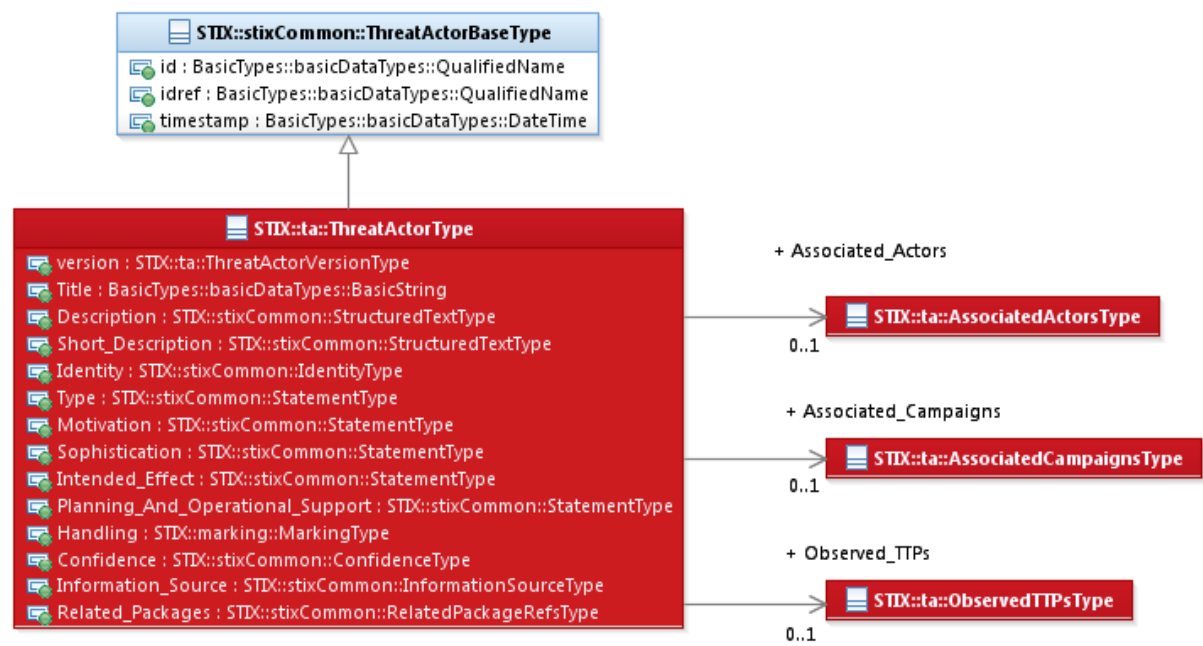 STIX::stixCommon::ThreatActorBaseType
id : BasicTypes::basicDataTypes::QualifiedName
idref : BasicTypes::basicDataTypes::QualifiedName
timestamp : BasicTypes::basicDataTypes::DateTime
STIX::ta::ThreatActorType
version : STIX::ta::ThreatActorVersionType
Title : BasicTypes::basicDataTypes::BasicString
Description : STIX::stixCommon::StructuredTextType
Short_Description : STIX::stixCommon::StructuredTextType
Identity : STIX::stixCommon::IdentityType
Type : STIX::stixCommon::StatementType
Motivation : STIX::stixCommon::StatementType
Sophistication : STIX::stixCommon::StatementType
Intended_Effect : STIX::stixCommon::StatementType
Planning_And_Operational_Support : STIX::stixCommon::StatementType
Handling : STIX::marking::MarkingType
Confidence : STIX::stixCommon::ConfidenceType
Information_Source : STIX::stixCommon::InformationSourceType
Related_Packages : STIX::stixCommon::RelatedPackageRefsType
+ Associated_Actors
STIX::ta::AssociatedActorsType
0..1
+ Associated_Campaigns
STIX::ta::AssociatedCampaignsType
0..1
+ Observed_TTPs
STIX::ta::ObservedTTPsType
0..1